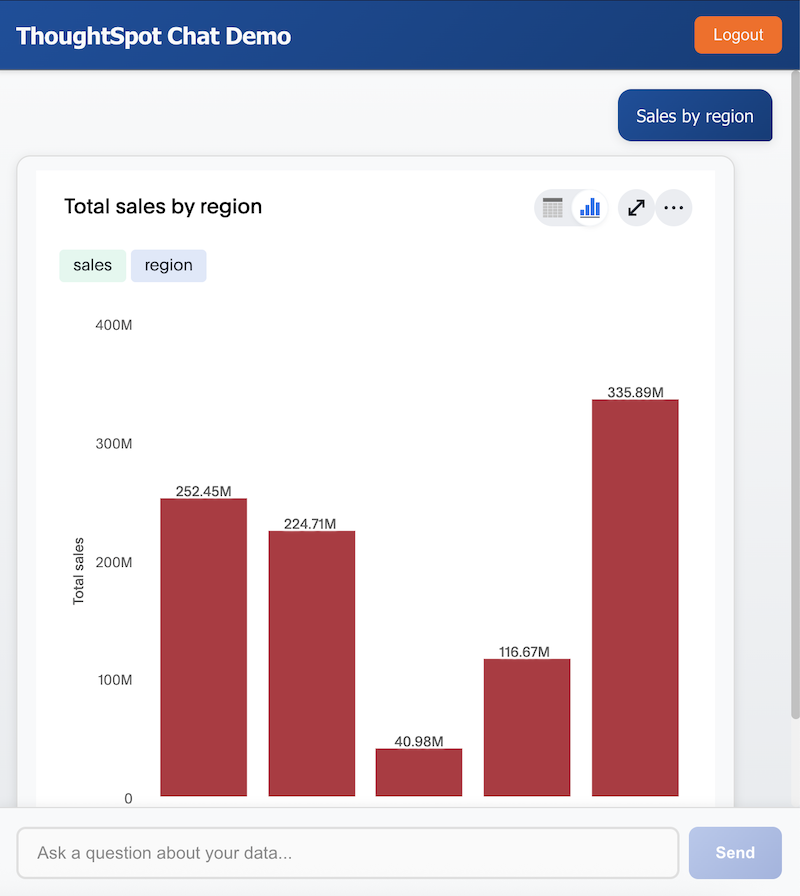 ThoughtSpot Chat Demo
Logout
Sales by region
Total sales by region
sales
region
400M
300M
200M
100M
0
Total sales
252.45M
224.71M
40.98M
116.67M
335.89M
Ask a question about your data...
Send